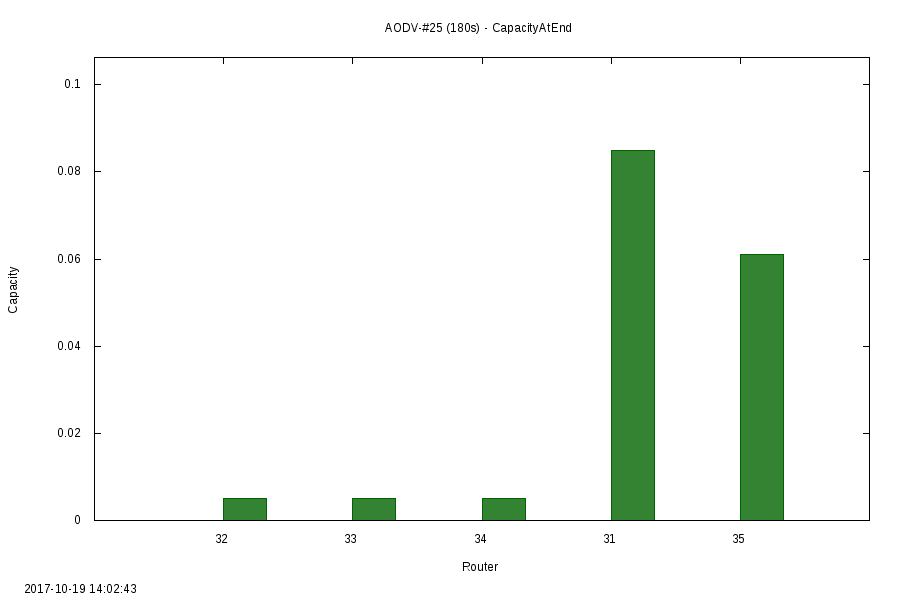 AODV-#25 (180s) - CapacityAtEnd
0.1
0.08
0.06
0.04
0.02
0
Capacity
32 33 34 31 35
Router
2017-10-19 14:02:43